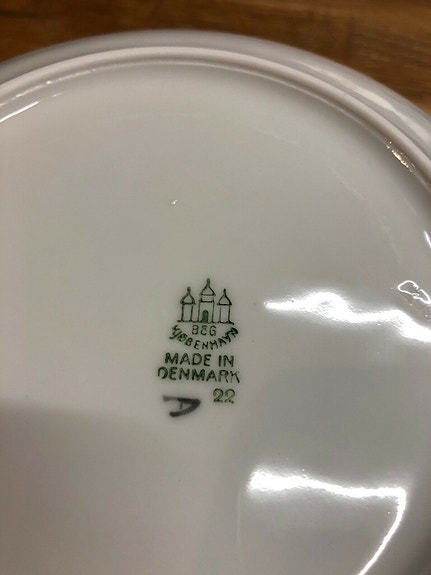 B&G
KJØBENHAVN
MADE IN
DENMARK
22
A